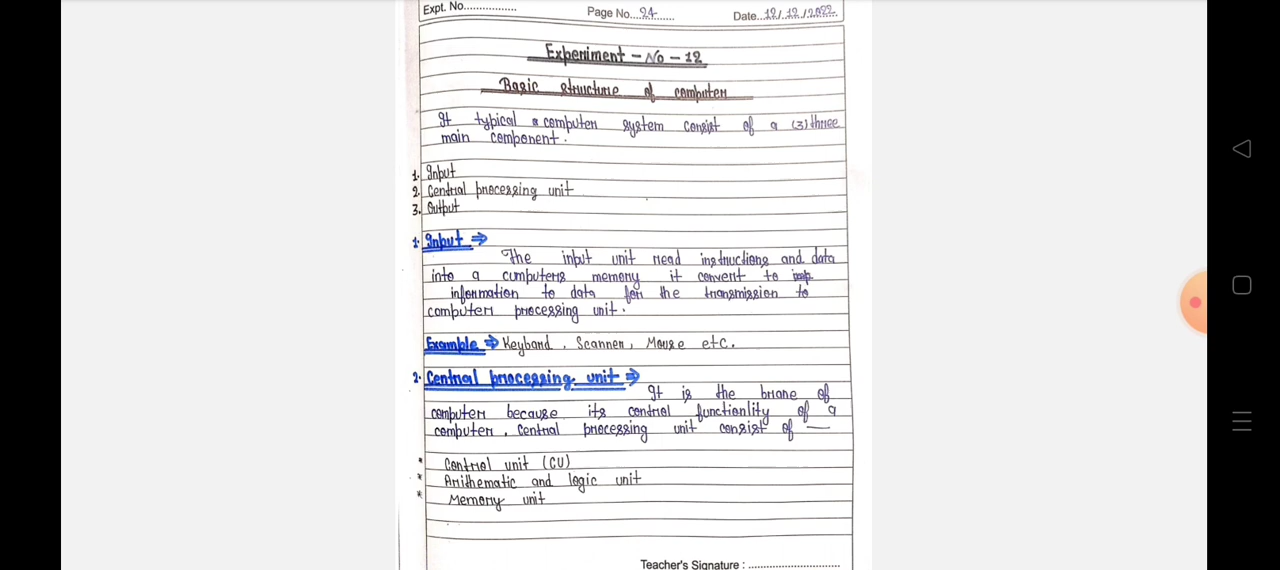 Expt. No.................
Page No....24.......
Date...12/.12./2022
Experiment - No - 12
Basic structure of computer
It typical a computer system consist of a (3) three
main component.
1. Input
2. Central processing unit
3. Output
1. Input ⇒
The input unit read instructions and data
into a computers memory it convert to
information to data for the transmission to
computer processing unit.
Example ⇒ Keyboard, Scanner, Mouse etc.
2. Central processing unit ⇒
It is the briane of
computer because its control functionlity of a
computer. Central processing unit consist of —
* Control unit (CU)
* Arithematic and logic unit
* Memory unit
Teacher's Signature : ............................